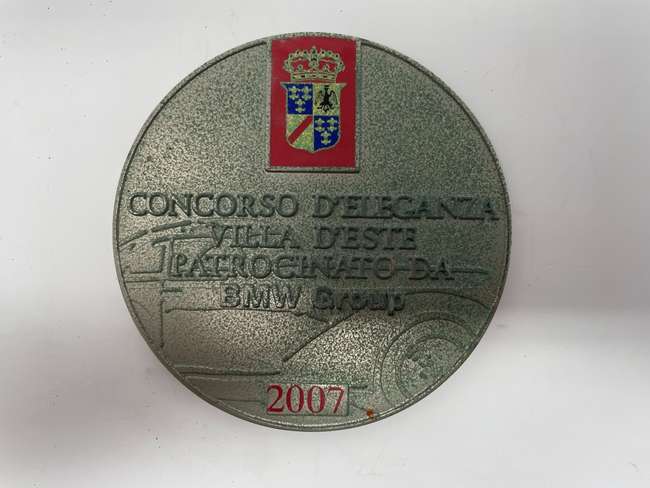 CONCORSO D'ELEGANZA
VILLA D'ESTE
PATROCINATO DA
BMW Group
2007